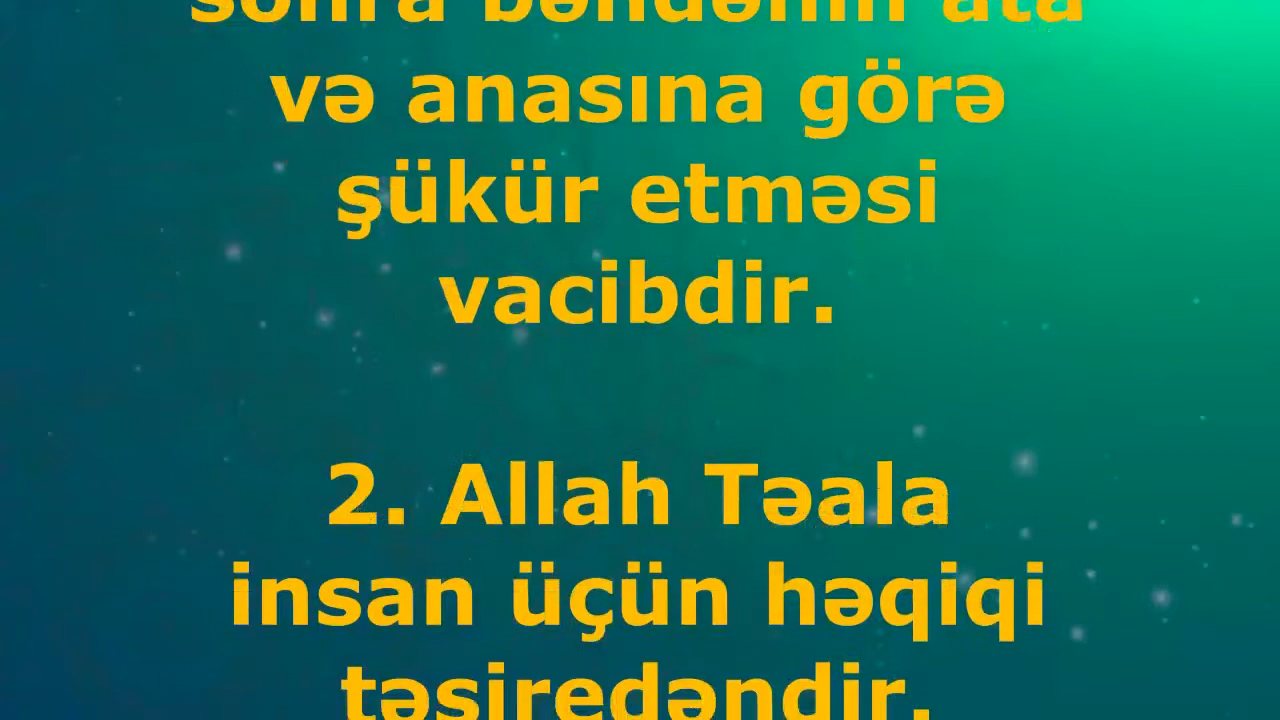 sonra bəndənin ata
və anasına görə
şükür etməsi
vacibdir.
2. Allah Təala
insan üçün həqiqi
təsiredəndir.